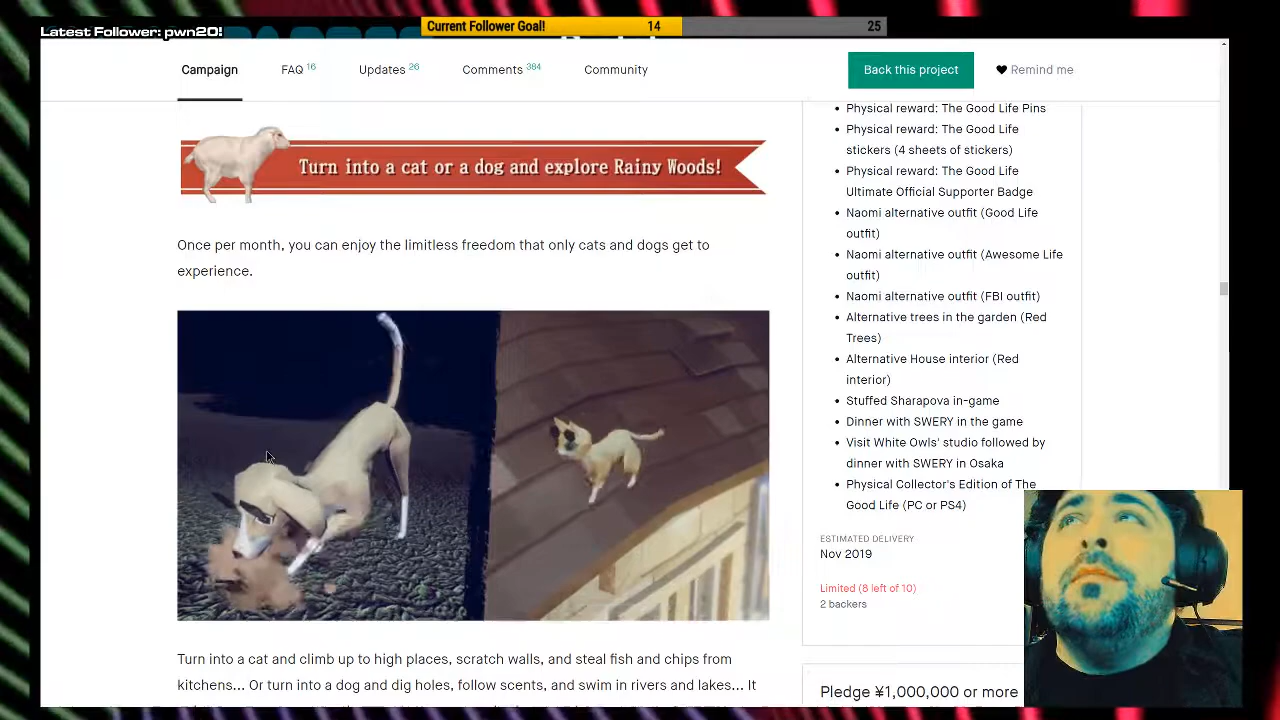 Latest Follower: pwn20!
Current Follower Goal! 14 25
Campaign FAQ 16 Updates 26 Comments 384 Community Back this project Remind me
Turn into a cat or a dog and explore Rainy Woods!
Once per month, you can enjoy the limitless freedom that only cats and dogs get to
experience.
Turn into a cat and climb up to high places, scratch walls, and steal fish and chips from
kitchens... Or turn into a dog and dig holes, follow scents, and swim in rivers and lakes... It
Physical reward: The Good Life Pins
Physical reward: The Good Life
stickers (4 sheets of stickers)
Physical reward: The Good Life
Ultimate Official Supporter Badge
Naomi alternative outfit (Good Life
outfit)
Naomi alternative outfit (Awesome Life
outfit)
Naomi alternative outfit (FBI outfit)
Alternative trees in the garden (Red
Trees)
Alternative House interior (Red
interior)
Stuffed Sharapova in-game
Dinner with SWERY in the game
Visit White Owls' studio followed by
dinner with SWERY in Osaka
Physical Collector's Edition of The
Good Life (PC or PS4)
ESTIMATED DELIVERY
Nov 2019
Limited (8 left of 10)
2 backers
Pledge ¥1,000,000 or more